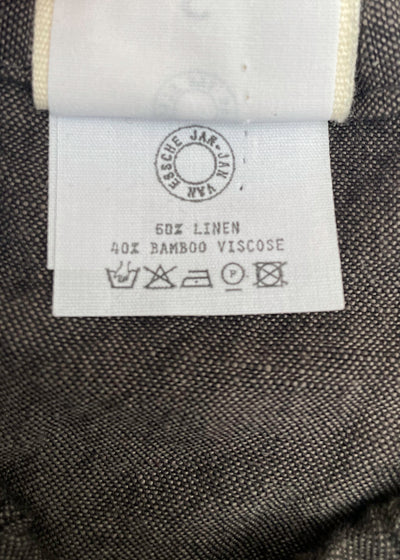 JAN-JAN VAN ESSCHE
60% LINEN
40% BAMBOO VISCOSE
P